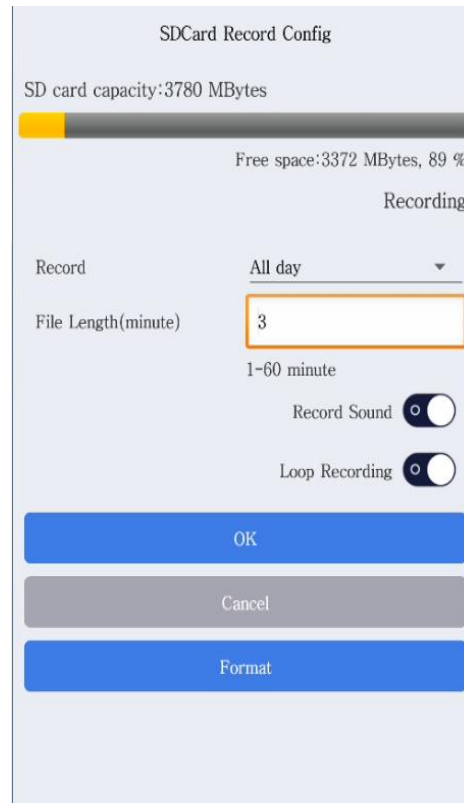 SDCard Record Config
SD card capacity:3780 MBytes
Free space:3372 MBytes, 89 %
Recording
Record All day
File Length(minute) 3
1-60 minute
Record Sound
Loop Recording
OK
Cancel
Format